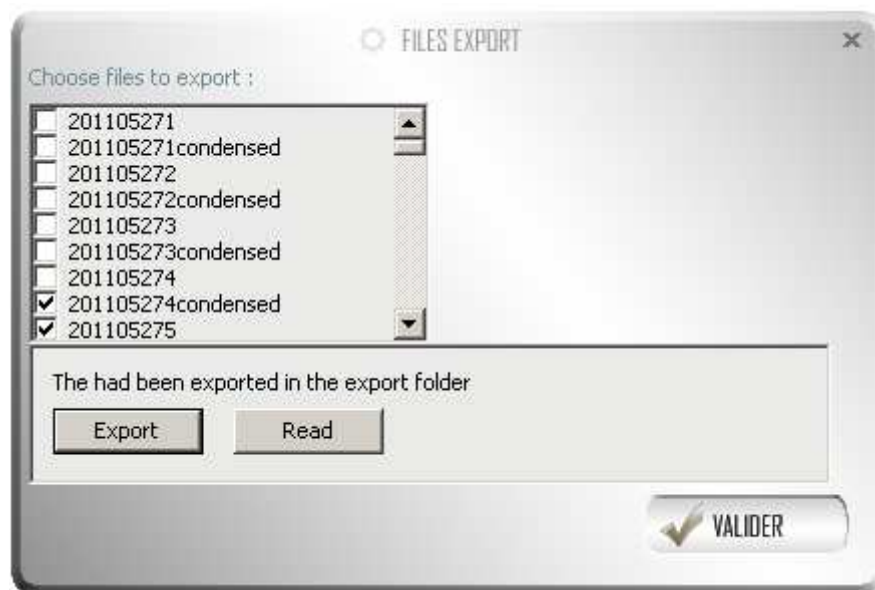 FILES EXPORT
Choose files to export :
201105271
201105271condensed
201105272
201105272condensed
201105273
201105273condensed
201105274
201105274condensed
201105275
The had been exported in the export folder
Export Read
VALIDER